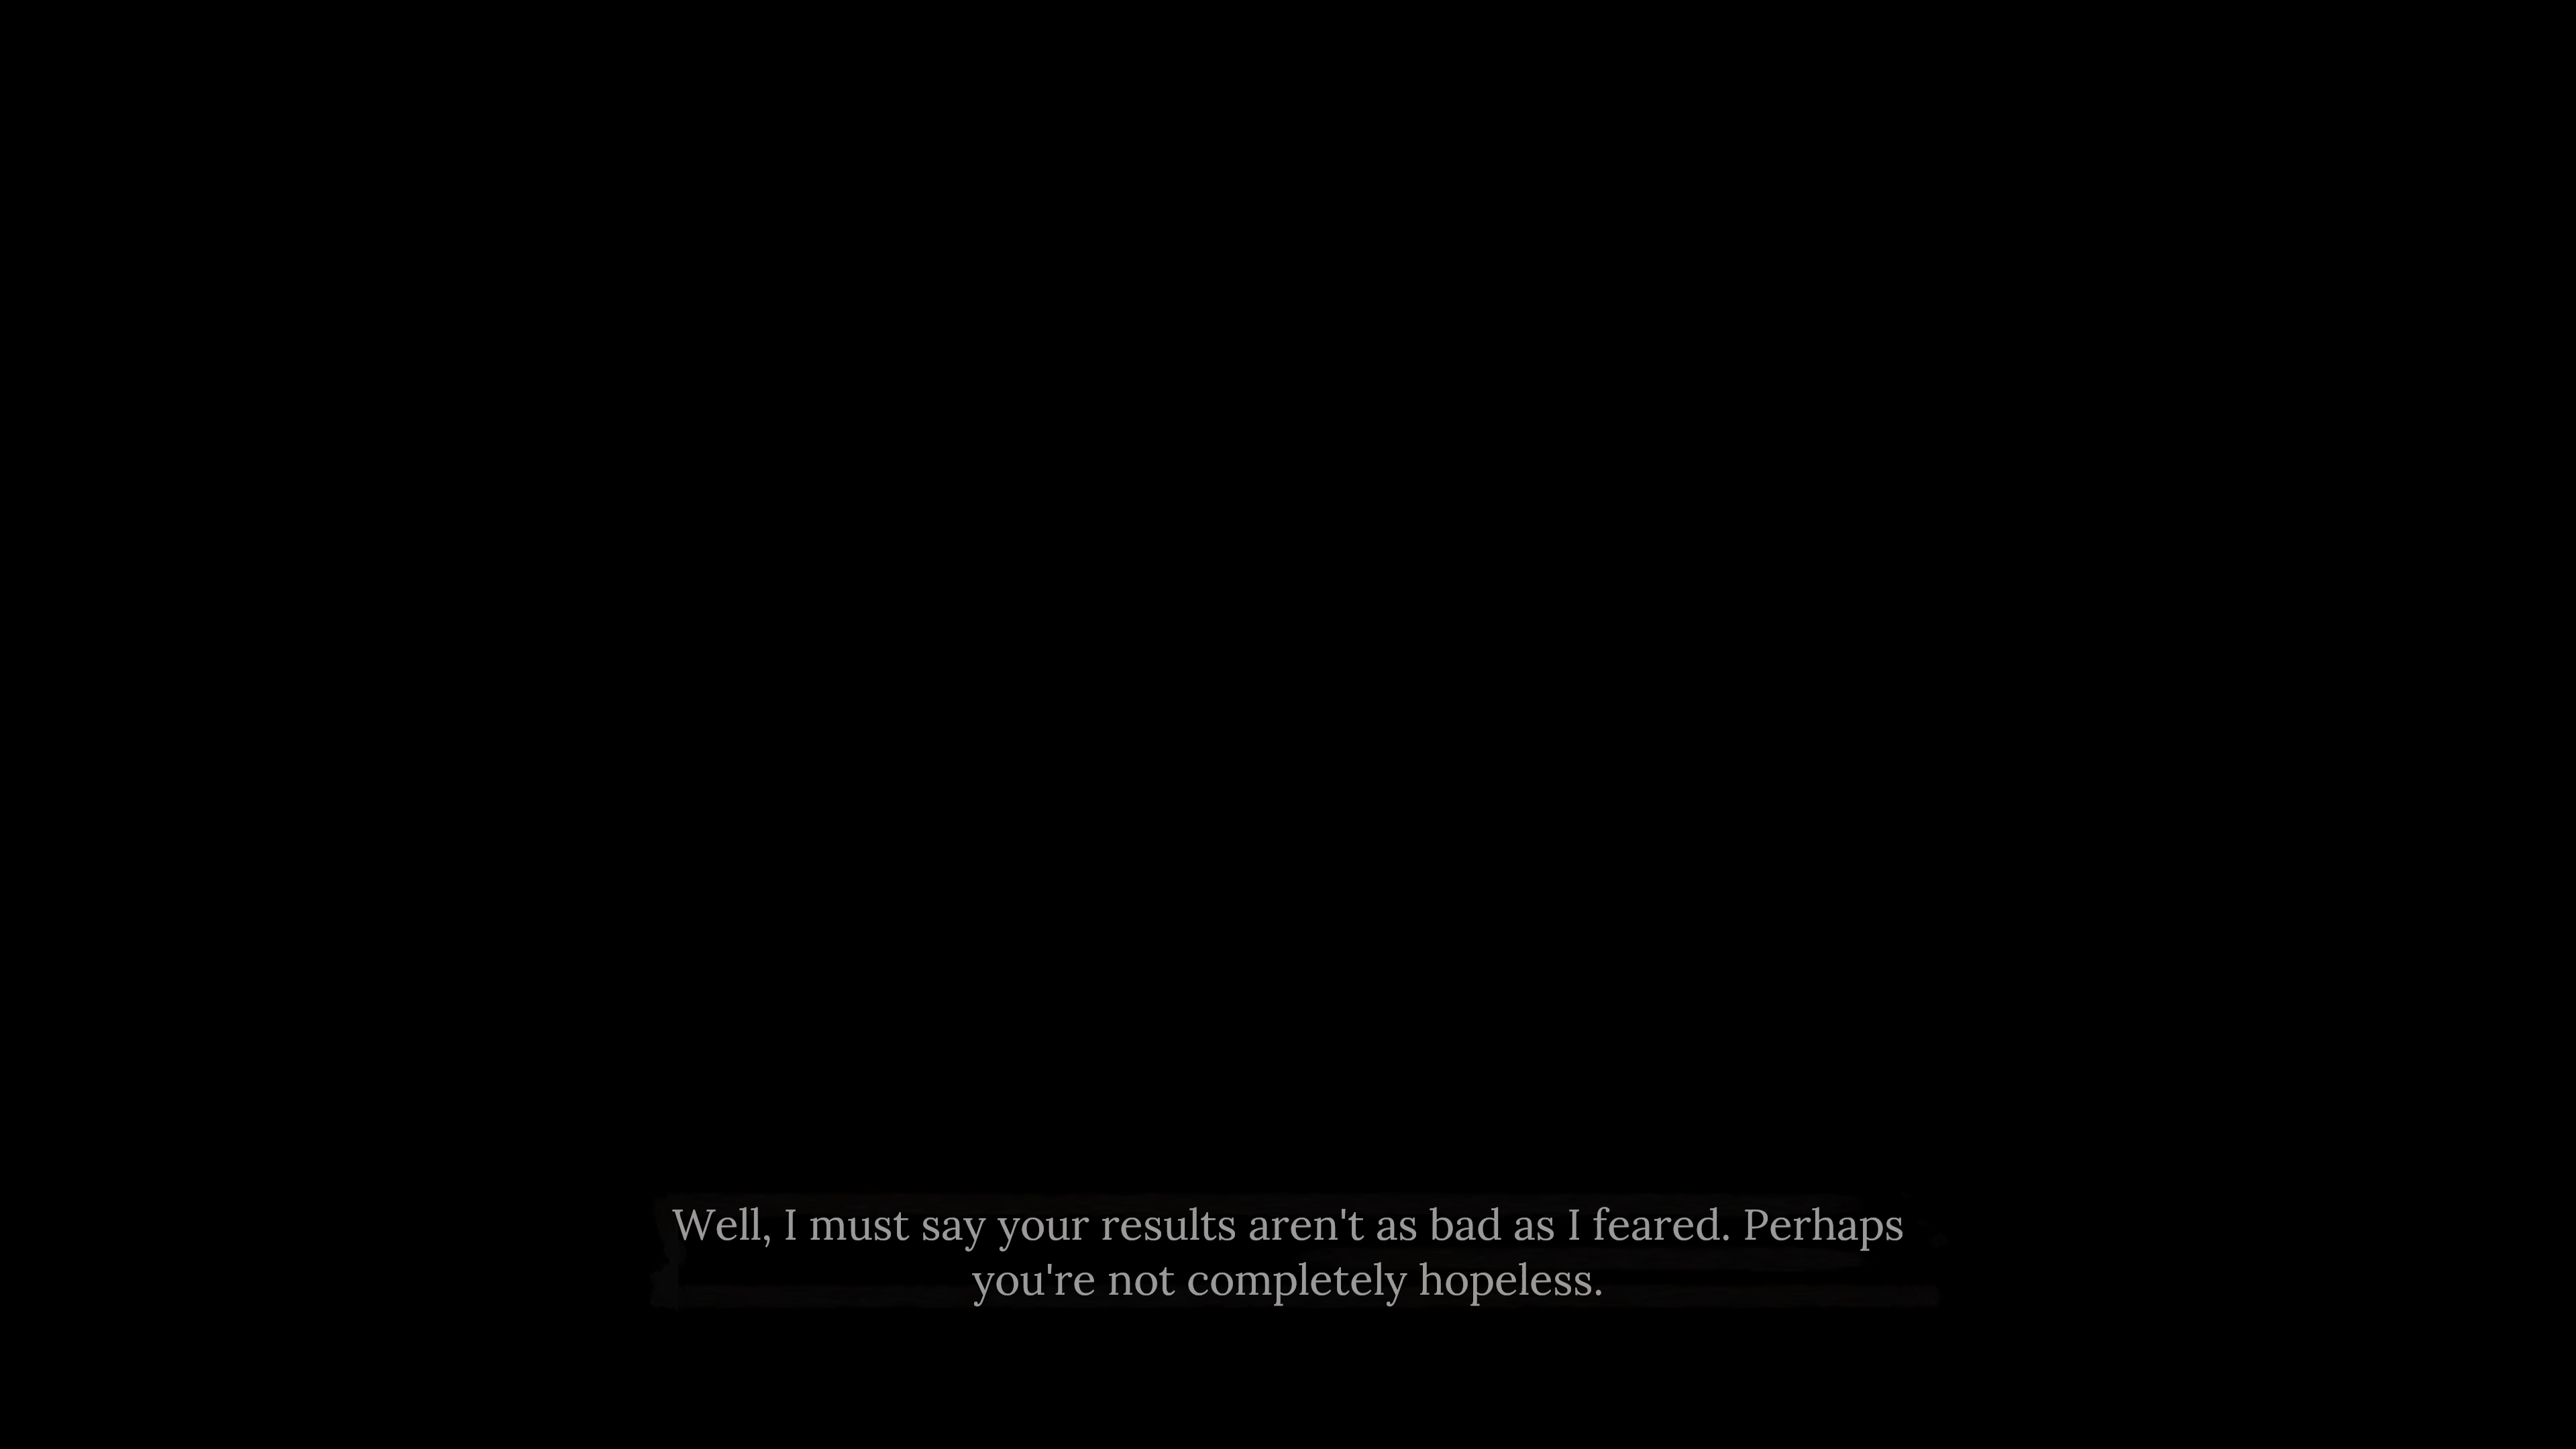 Well, I must say your results aren't as bad as I feared. Perhaps
you're not completely hopeless.